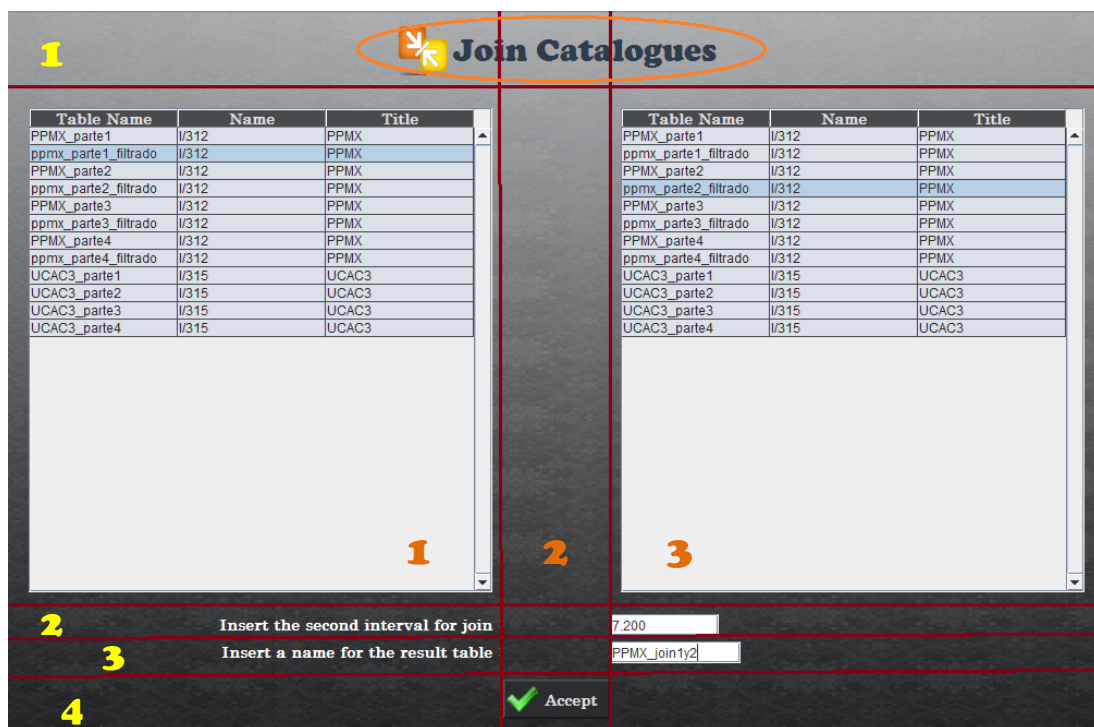 1
Join Catalogues
Table Name Name Title
PPMX_parte1 I/312 PPMX
ppmx_parte1_filtrado I/312 PPMX
PPMX_parte2 I/312 PPMX
ppmx_parte2_filtrado I/312 PPMX
PPMX_parte3 I/312 PPMX
ppmx_parte3_filtrado I/312 PPMX
PPMX_parte4 I/312 PPMX
ppmx_parte4_filtrado I/312 PPMX
UCAC3_parte1 I/315 UCAC3
UCAC3_parte2 I/315 UCAC3
UCAC3_parte3 I/315 UCAC3
UCAC3_parte4 I/315 UCAC3
Table Name Name Title
PPMX_parte1 I/312 PPMX
ppmx_parte1_filtrado I/312 PPMX
PPMX_parte2 I/312 PPMX
ppmx_parte2_filtrado I/312 PPMX
PPMX_parte3 I/312 PPMX
ppmx_parte3_filtrado I/312 PPMX
PPMX_parte4 I/312 PPMX
ppmx_parte4_filtrado I/312 PPMX
UCAC3_parte1 I/315 UCAC3
UCAC3_parte2 I/315 UCAC3
UCAC3_parte3 I/315 UCAC3
UCAC3_parte4 I/315 UCAC3
1 2 3
2 Insert the second interval for join 7.200
3 Insert a name for the result table PPMX_join1y2
4 Accept